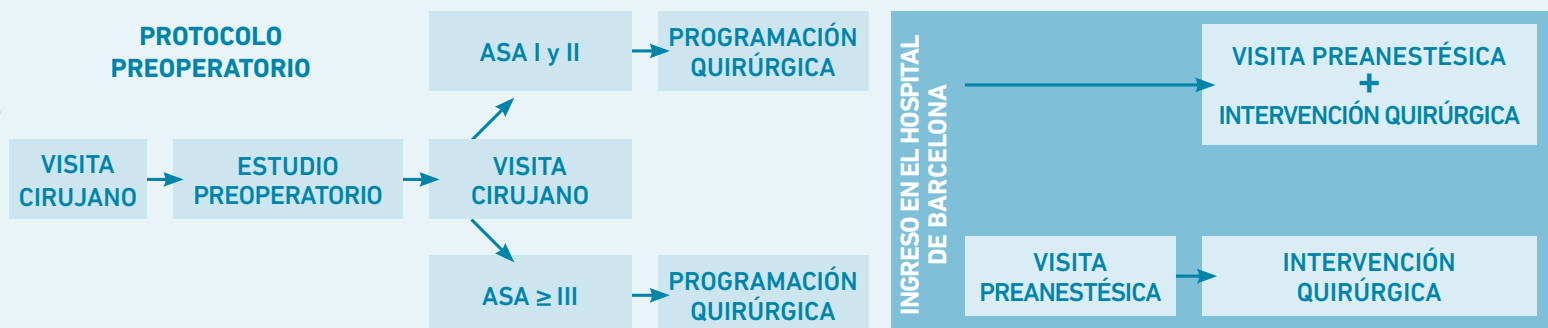 PROTOCOLO
PREOPERATORIO
VISITA
CIRUJANO
ESTUDIO
PREOPERATORIO
VISITA
CIRUJANO
ASA I y II
PROGRAMACIÓN
QUIRÚRGICA
ASA ≥ III
PROGRAMACIÓN
QUIRÚRGICA
INGRESO EN EL HOSPITAL
DE BARCELONA
VISITA PREANESTÉSICA
+
INTERVENCIÓN QUIRÚRGICA
VISITA
PREANESTÉSICA
INTERVENCIÓN
QUIRÚRGICA